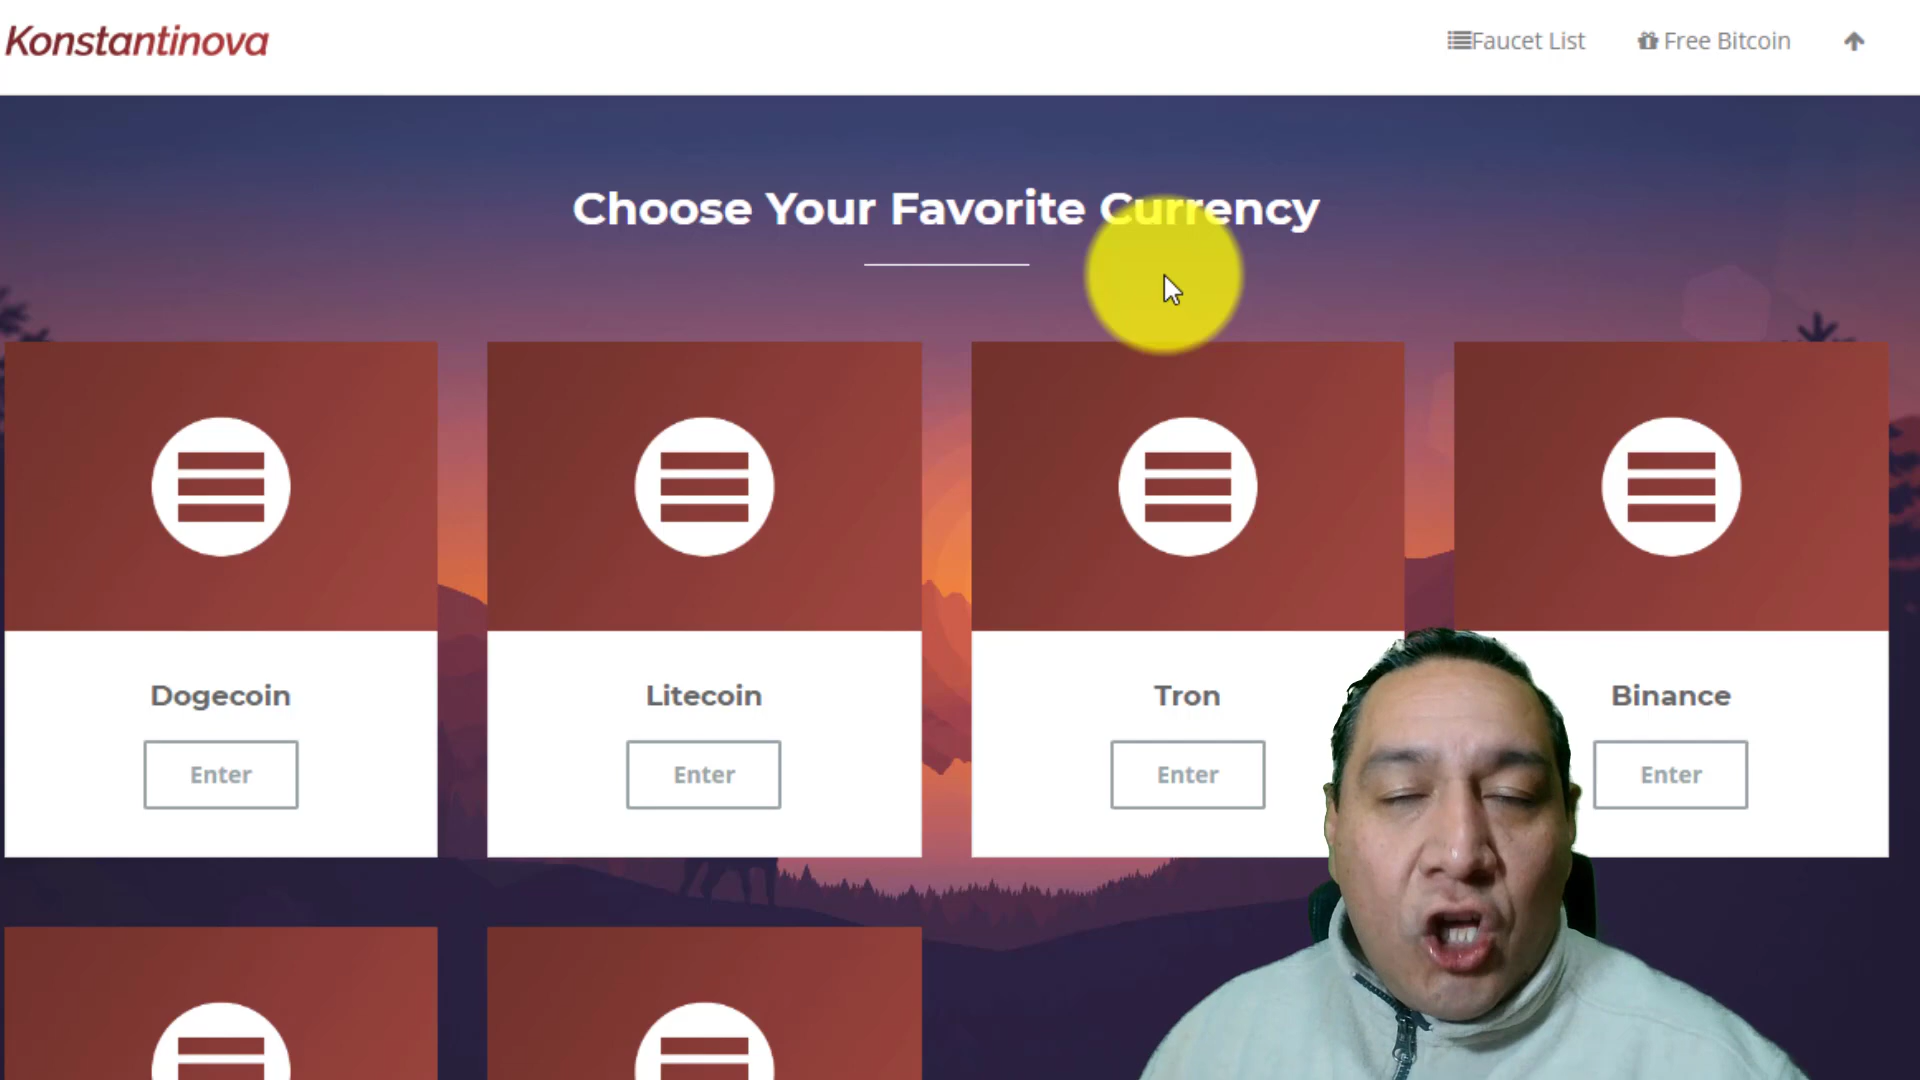 Konstantinova
Faucet List
Free Bitcoin
Choose Your Favorite Currency
Dogecoin
Litecoin
Tron
Binance
Enter
Enter
Enter
Enter